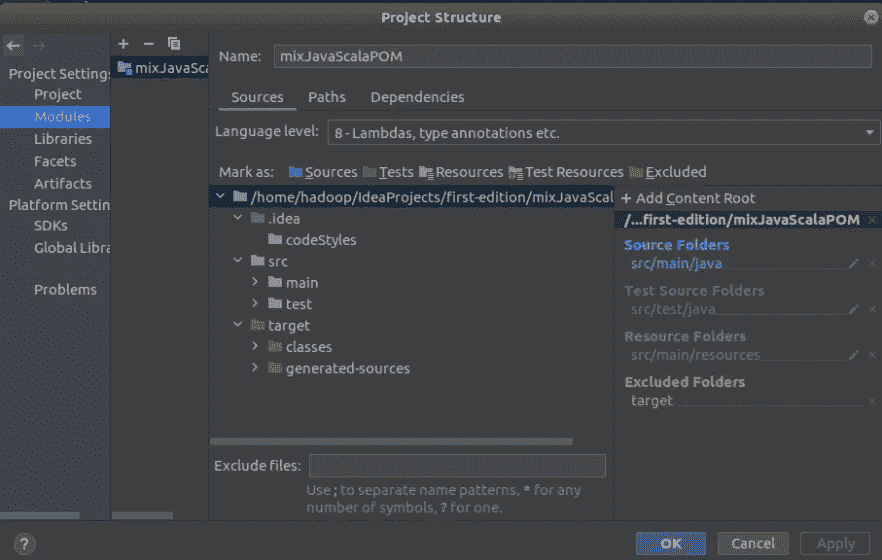 Project Structure
Project Settings
Project
Modules
Libraries
Facets
Artifacts
Platform Settin
SDKs
Global Libra
Problems
mixJavaSca
Name: mixJavaScalaPOM
Sources Paths Dependencies
Language level: 8 - Lambdas, type annotations etc.
Mark as: Sources Tests Resources Test Resources Excluded
/home/hadoop/IdeaProjects/first-edition/mixJavaScal
.idea
codeStyles
src
main
test
target
classes
generated-sources
+ Add Content Root
/...first-edition/mixJavaScalaPOM
Source Folders
src/main/java
Test Source Folders
src/test/java
Resource Folders
src/main/resources
Excluded Folders
target
Exclude files:
Use ; to separate name patterns, * for any
number of symbols, ? for one.
? OK Cancel Apply